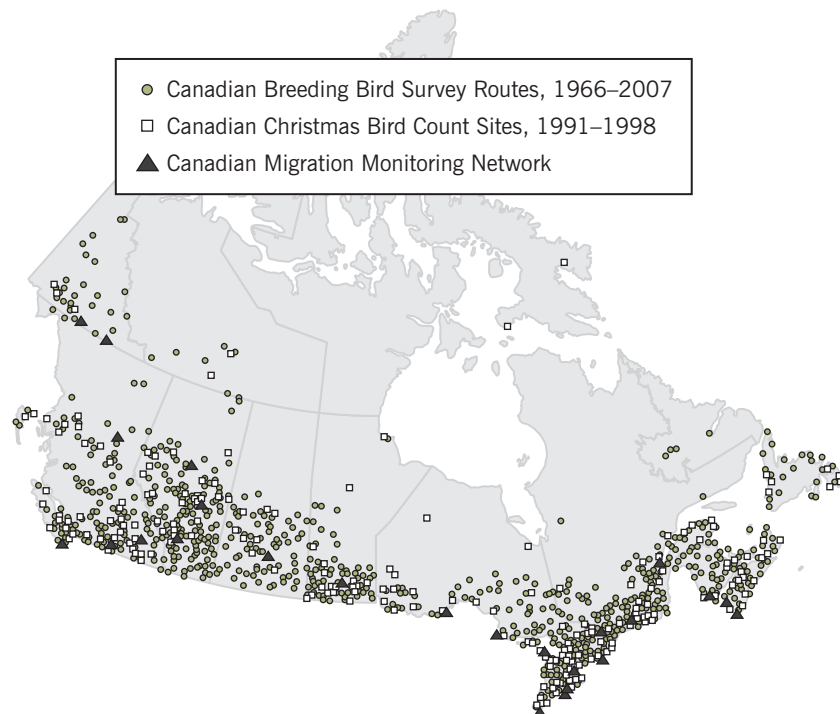 Canadian Breeding Bird Survey Routes, 1966–2007
Canadian Christmas Bird Count Sites, 1991–1998
Canadian Migration Monitoring Network